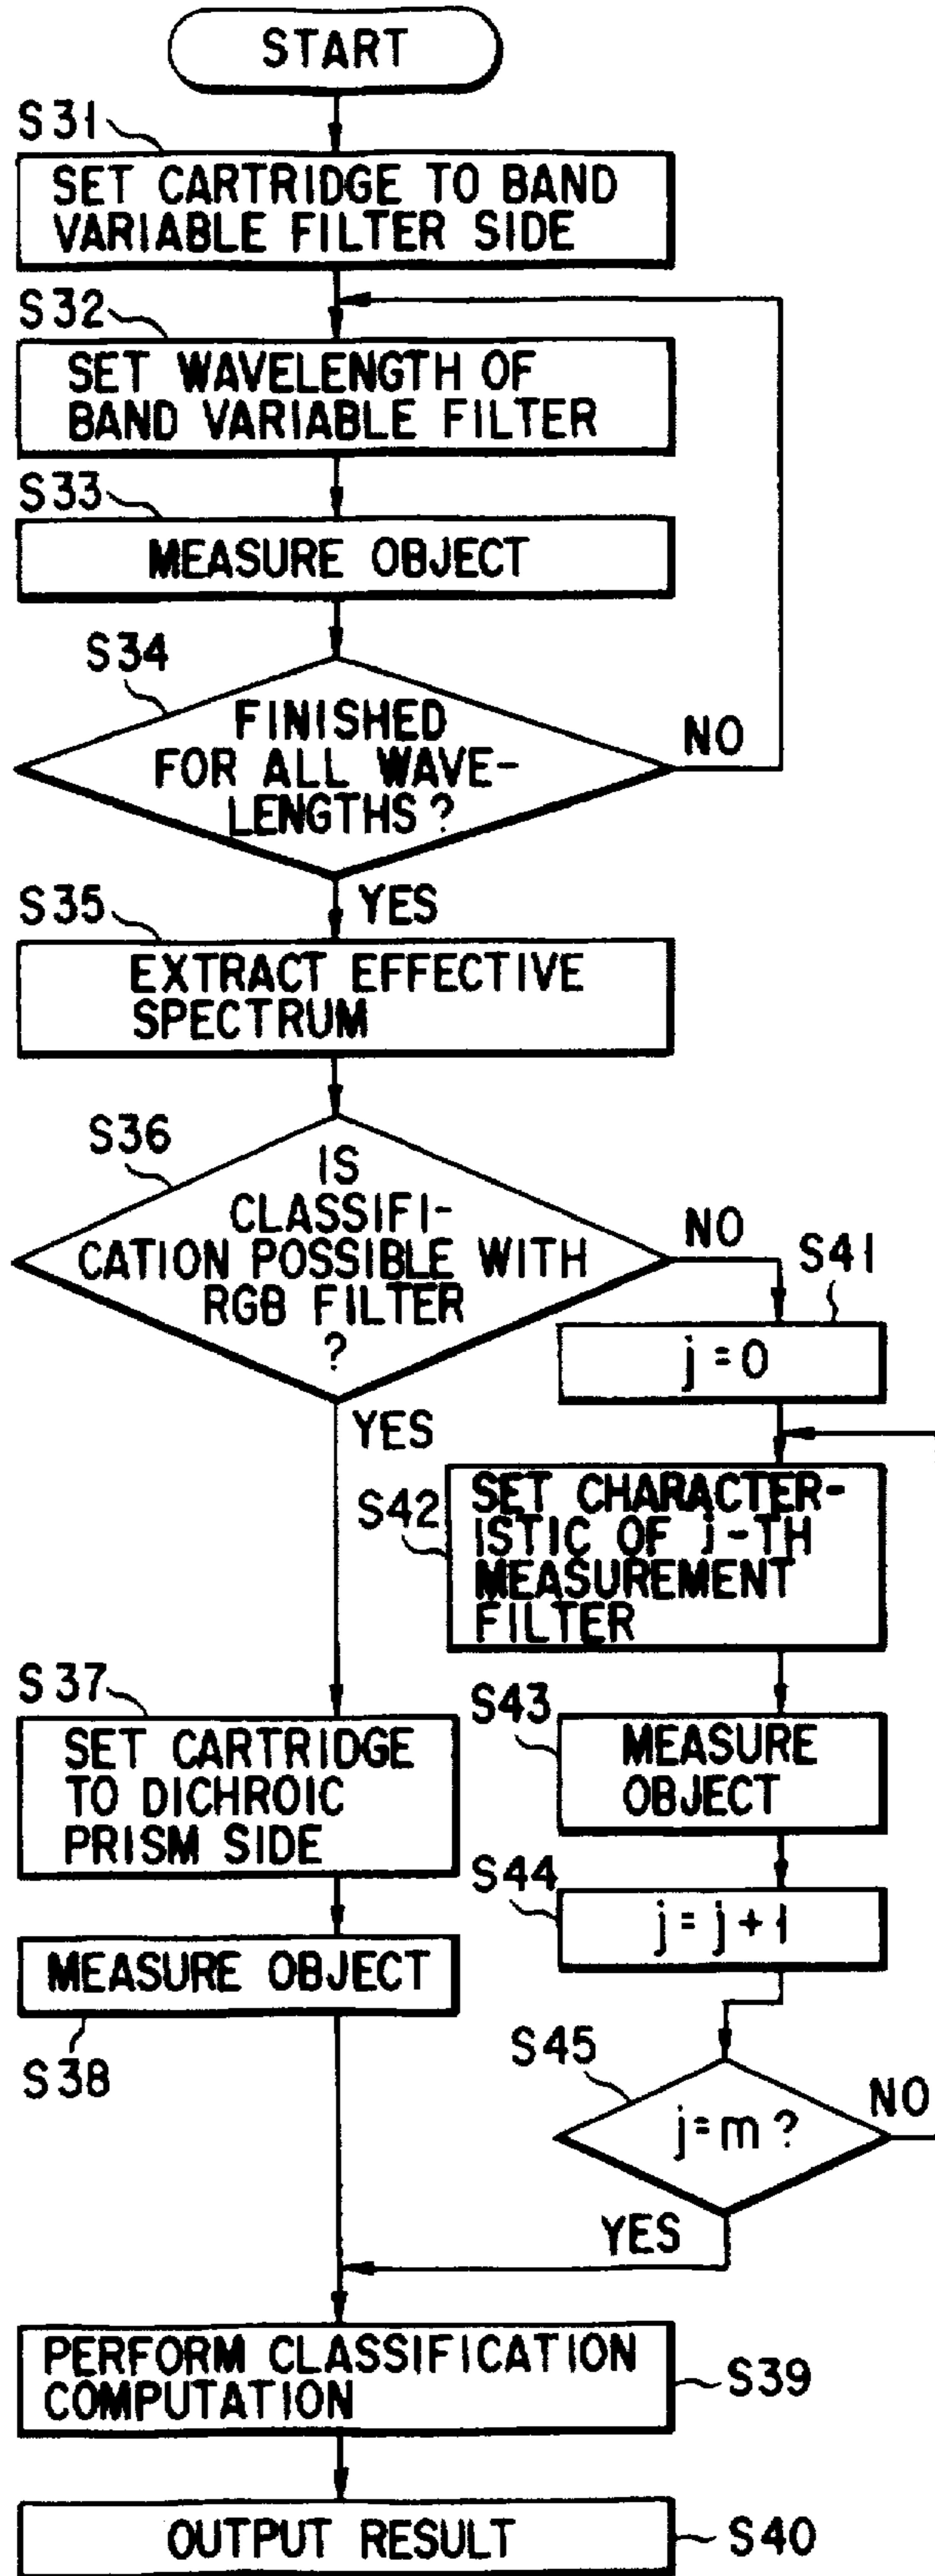 START
S31
SET CARTRIDGE TO BAND
VARIABLE FILTER SIDE
S32
SET WAVELENGTH OF
BAND VARIABLE FILTER
S33
MEASURE OBJECT
S34
FINISHED
FOR ALL WAVE-
LENGTHS?
NO
YES
S35
EXTRACT EFFECTIVE
SPECTRUM
S36
IS
CLASSIFI-
CATION POSSIBLE WITH
RGB FILTER
?
NO
YES
S41
j=0
S42
SET CHARACTER-
ISTIC OF j-TH
MEASUREMENT
FILTER
S37
SET CARTRIDGE
TO DICHROIC
PRISM SIDE
S43
MEASURE
OBJECT
S44
j=j+1
MEASURE OBJECT
S38
S45
j=m?
NO
YES
PERFORM CLASSIFICATION
COMPUTATION
S39
OUTPUT RESULT
S40